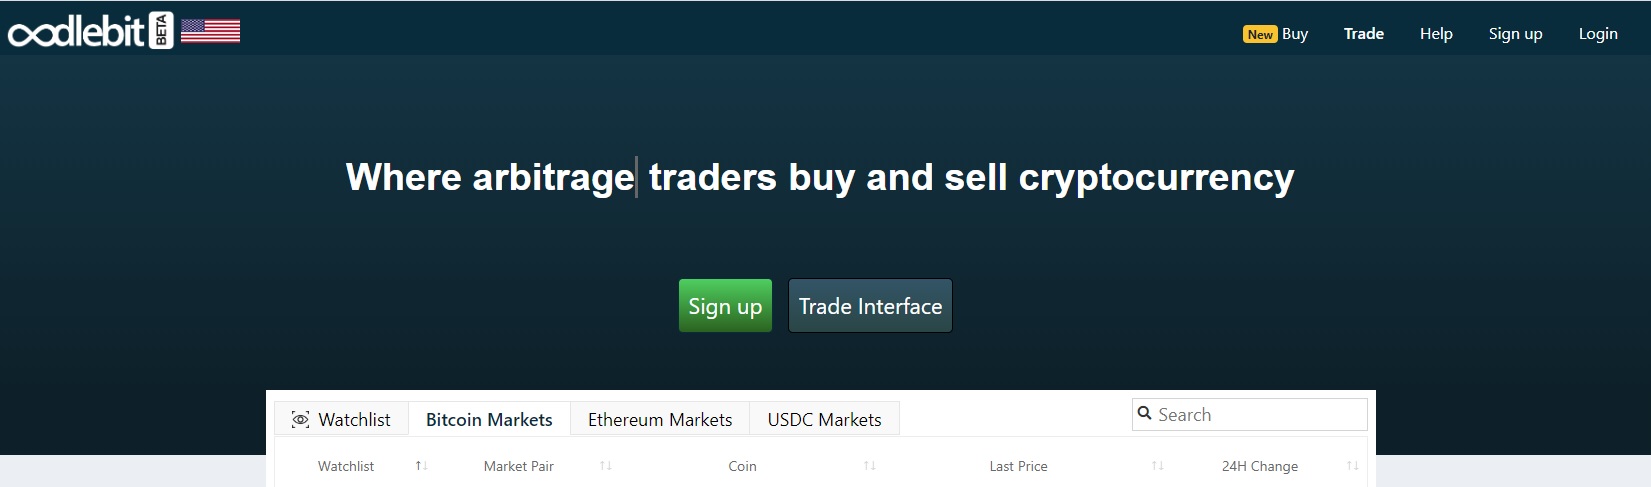 oodlebit BETA
New Buy Trade Help Sign up Login
Where arbitrage traders buy and sell cryptocurrency
Sign up Trade Interface
Watchlist Bitcoin Markets Ethereum Markets USDC Markets Search
Watchlist Market Pair Coin Last Price 24H Change